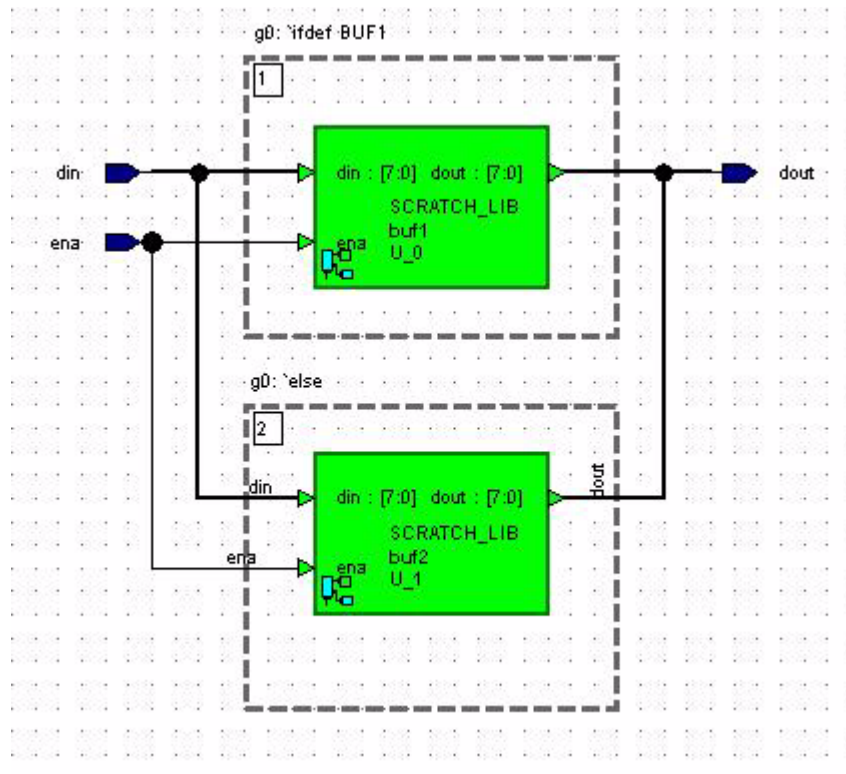 g0: `ifdef BUF1
1
din
din : [7:0] dout : [7:0]
dout
SCRATCH_LIB
buf1
ena
ena
U_0
g0: `else
2
din
din : [7:0] dout : [7:0]
dout
SCRATCH_LIB
buf2
ena
ena
U_1